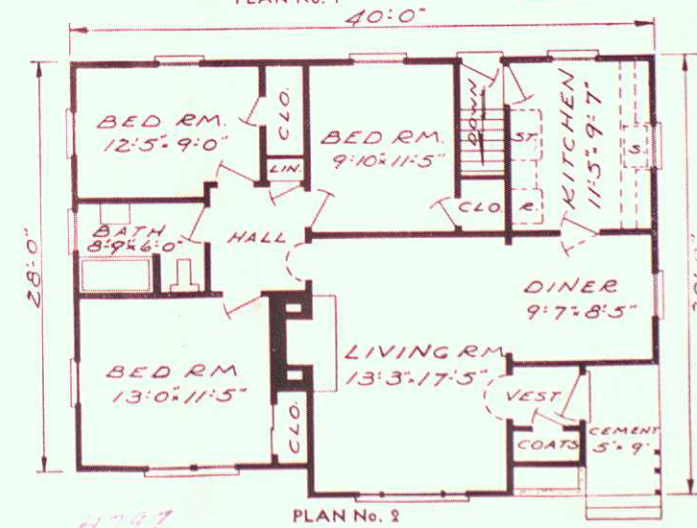 40'-0"
BED RM.
12'-5"x9'-0"
CLO.
LIN.
BED RM.
9'-10"x11'-5"
DOWN
CLO.
ST.
R.
KITCHEN
11'-5"x9'-7"
S.
28'-0"
BATH
8'-9"x6'-0"
HALL
DINER
9'-7"x8'-5"
BED RM
13'-0"x11'-5"
CLO.
LIVING RM
13'-3"x17'-5"
VEST
COATS
CEMENT
5'x9'
PLAN No. 2